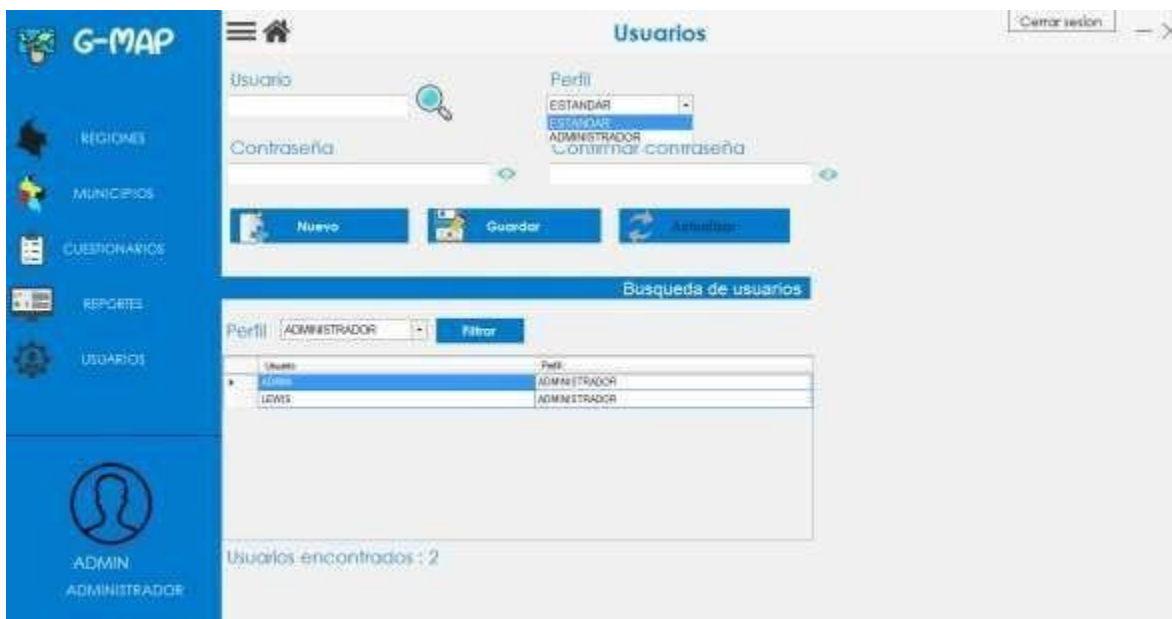 G-MAP
Usuarios
Cerrar sesion
REGIONES
MUNICIPIOS
CUESTIONARIOS
REPORTES
USUARIOS
ADMIN
ADMINISTRADOR
Usuario
Perfil
ESTANDAR
ESTANDAR
ADMINISTRADOR
Contraseña
Confirmar contraseña
Nuevo
Guardar
Actualizar
Busqueda de usuarios
Perfil
ADMINISTRADOR
Filtrar
Usuario Perfil
ADMIN ADMINISTRADOR
LEWIS ADMINISTRADOR
Usuarios encontrados : 2